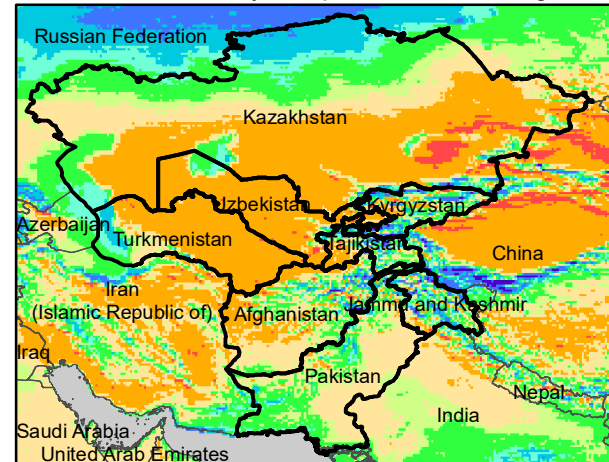 Russian Federation
Kazakhstan
Uzbekistan
Kyrgyzstan
Azerbaijan
Turkmenistan
Tajikistan
China
Iran
(Islamic Republic of)
Afghanistan
Jammu and Kashmir
Iraq
Pakistan
Nepal
India
Saudi Arabia
United Arab Emirates